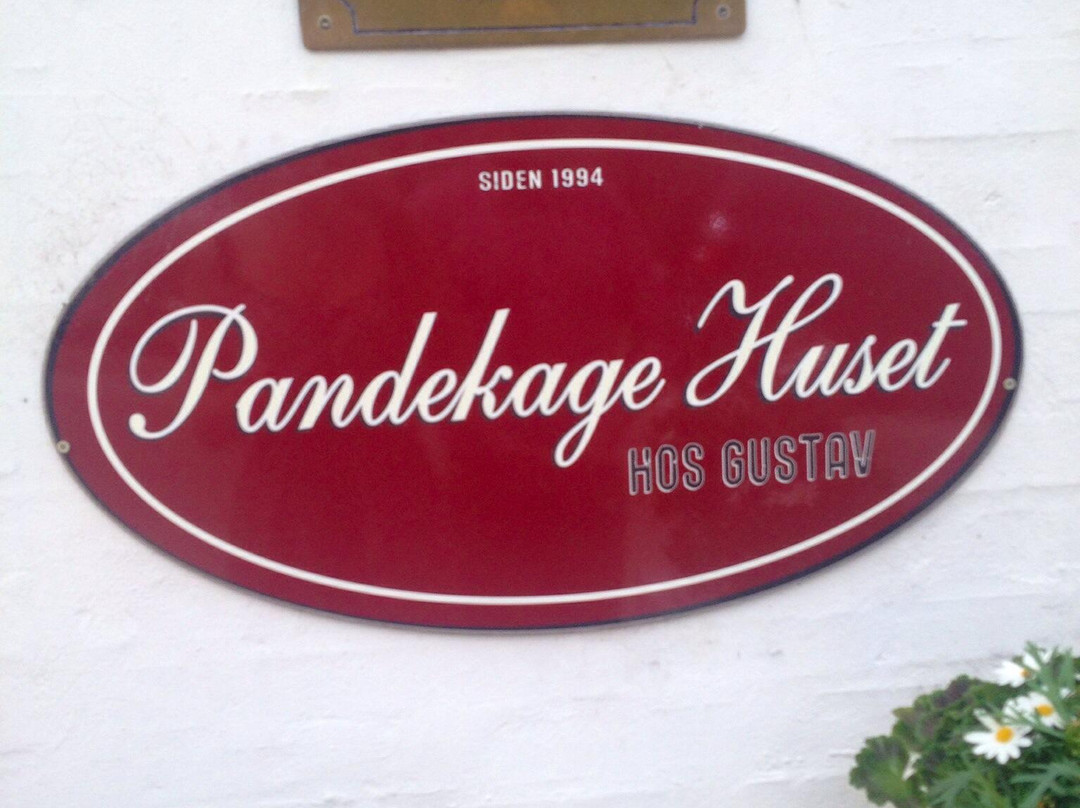 SIDEN 1994
Pandekage Huset
HOS GUSTAV